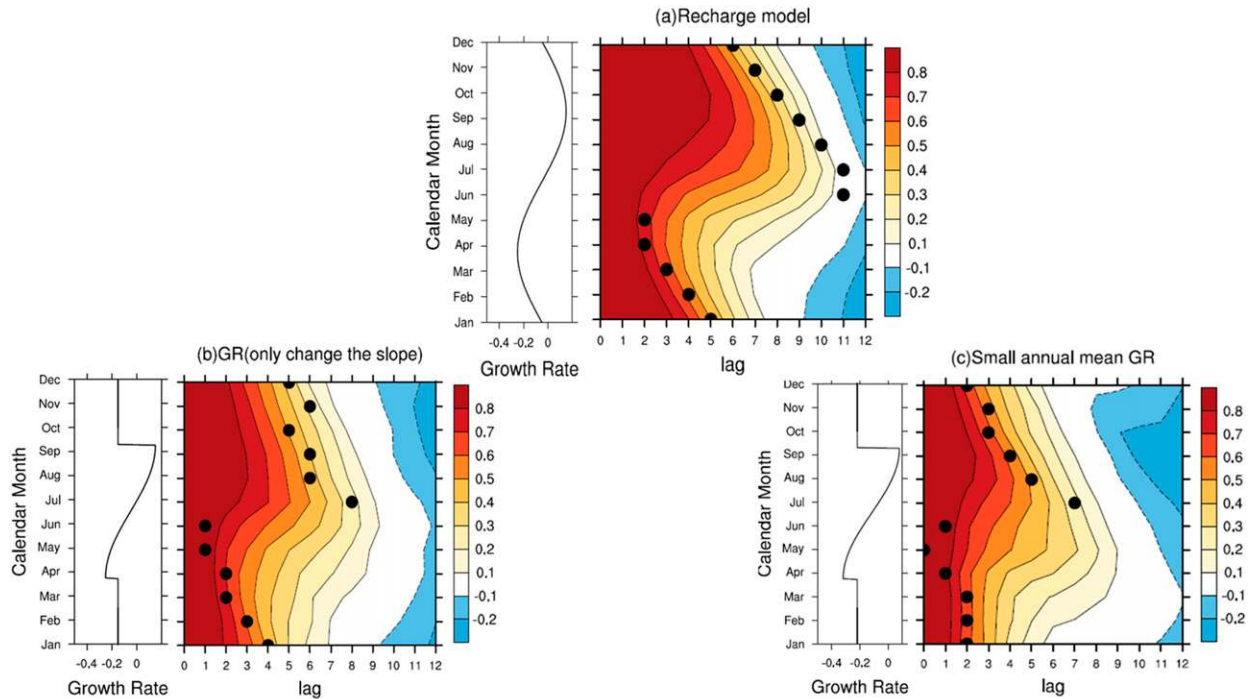 (a)Recharge model
Calendar Month
Dec
Nov
Oct
Sep
Aug
Jul
Jun
May
Apr
Mar
Feb
Jan
-0.4 -0.2 0
Growth Rate
0 1 2 3 4 5 6 7 8 9 10 11 12
lag
0.8
0.7
0.6
0.5
0.4
0.3
0.2
0.1
-0.1
-0.2
(b)GR(only change the slope)
Calendar Month
Dec
Nov
Oct
Sep
Aug
Jul
Jun
May
Apr
Mar
Feb
Jan
-0.4 -0.2 0
Growth Rate
0 1 2 3 4 5 6 7 8 9 10 11 12
lag
0.8
0.7
0.6
0.5
0.4
0.3
0.2
0.1
-0.1
-0.2
(c)Small annual mean GR
Calendar Month
Dec
Nov
Oct
Sep
Aug
Jul
Jun
May
Apr
Mar
Feb
Jan
-0.4 -0.2 0
Growth Rate
0 1 2 3 4 5 6 7 8 9 10 11 12
lag
0.8
0.7
0.6
0.5
0.4
0.3
0.2
0.1
-0.1
-0.2